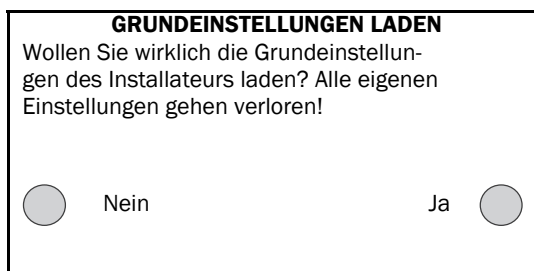 GRUNDEINSTELLUNGEN LADEN
Wollen Sie wirklich die Grundeinstellun-
gen des Installateurs laden? Alle eigenen
Einstellungen gehen verloren!
Nein Ja